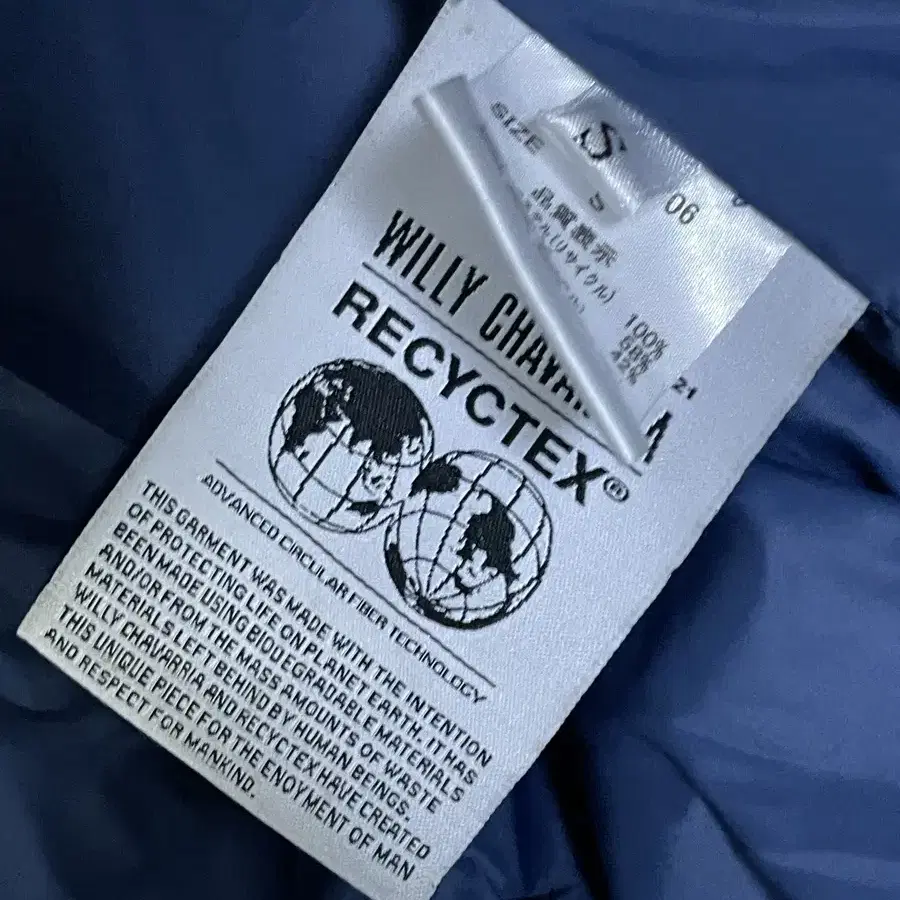 SIZE
S
S
06
品質表示
(リサイクル)
100%
58%
42%
21
WILLY CHAVA
RECYCTEX®
ADVANCED CIRCULAR FIBER TECHNOLOGY
THIS GARMENT WAS MADE WITH THE INTENTION
OF PROTECTING LIFE ON PLANET EARTH. IT HAS
BEEN MADE USING BIODEGRADABLE MATERIALS
AND/OR FROM THE MASS AMOUNTS OF WASTE
MATERIALS LEFT BEHIND BY HUMAN BEINGS.
WILLY CHAVARRIA AND RECYCTEX HAVE CREATED
THIS UNIQUE PIECE FOR THE ENOYMENT OF MAN
AND RESPECT FOR MANKIND.